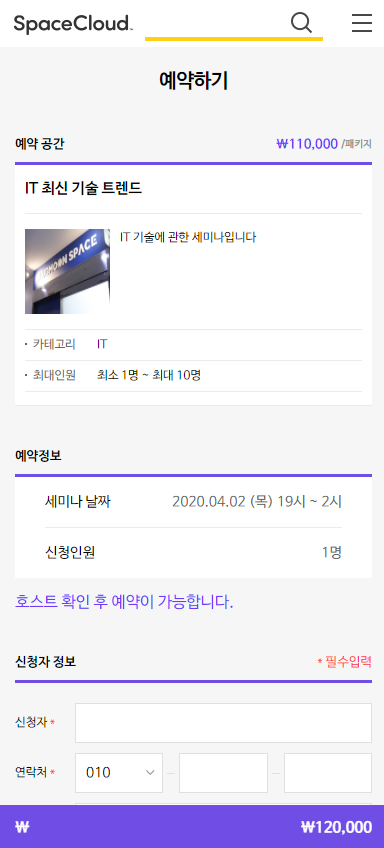 SpaceCloud
예약하기
예약 공간 ₩110,000 /패키지
IT 최신 기술 트렌드
IT 기술에 관한 세미나입니다
SPACE
· 카테고리 IT
· 최대인원 최소 1명 ~ 최대 10명
예약정보
세미나 날짜 2020.04.02 (목) 19시 ~ 2시
신청인원 1명
호스트 확인 후 예약이 가능합니다.
신청자 정보 * 필수입력
신청자 *
연락처 * 010 – –
₩ ₩120,000